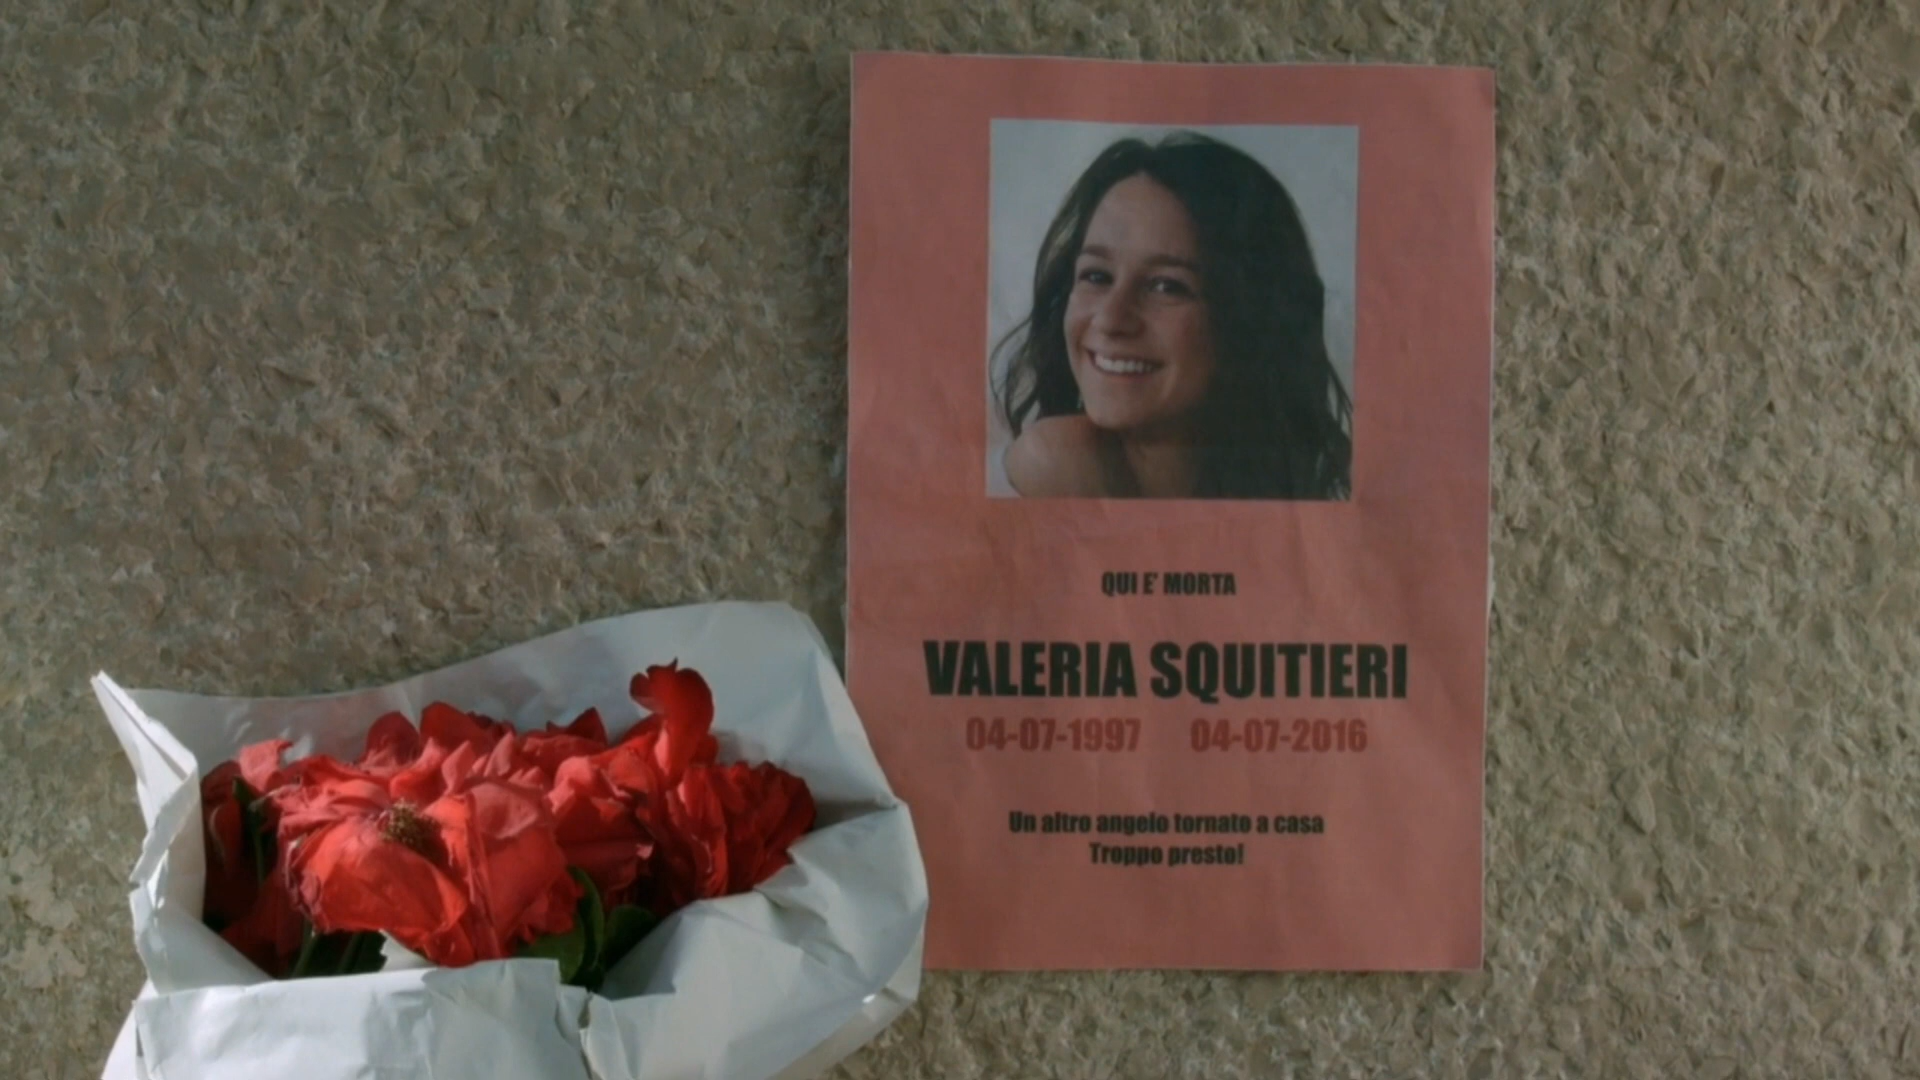 QUI E' MORTA
VALERIA SQUITIERI
04-07-1997 04-07-2016
Un altro angelo tornato a casa
Troppo presto!